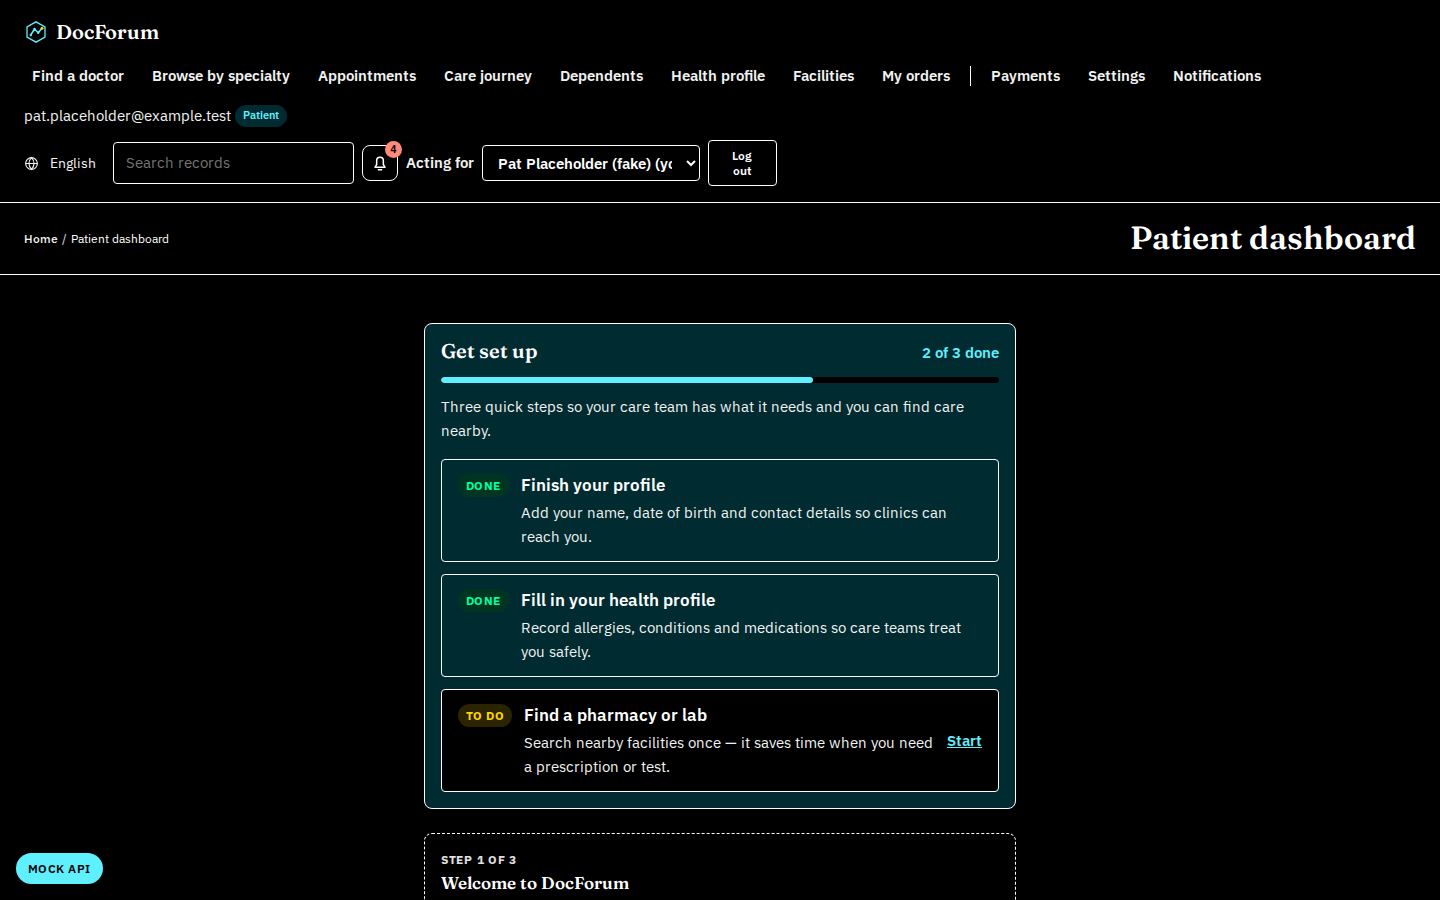 DocForum
Find a doctor Browse by specialty Appointments Care journey Dependents Health profile Facilities My orders Payments Settings Notifications
pat.placeholder@example.test Patient
English Search records 4 Acting for Pat Placeholder (fake) (yo Log out
Home / Patient dashboard
Patient dashboard
Get set up 2 of 3 done
Three quick steps so your care team has what it needs and you can find care
nearby.
DONE Finish your profile
Add your name, date of birth and contact details so clinics can
reach you.
DONE Fill in your health profile
Record allergies, conditions and medications so care teams treat
you safely.
TO DO Find a pharmacy or lab
Search nearby facilities once — it saves time when you need Start
a prescription or test.
STEP 1 OF 3
Welcome to DocForum
MOCK API